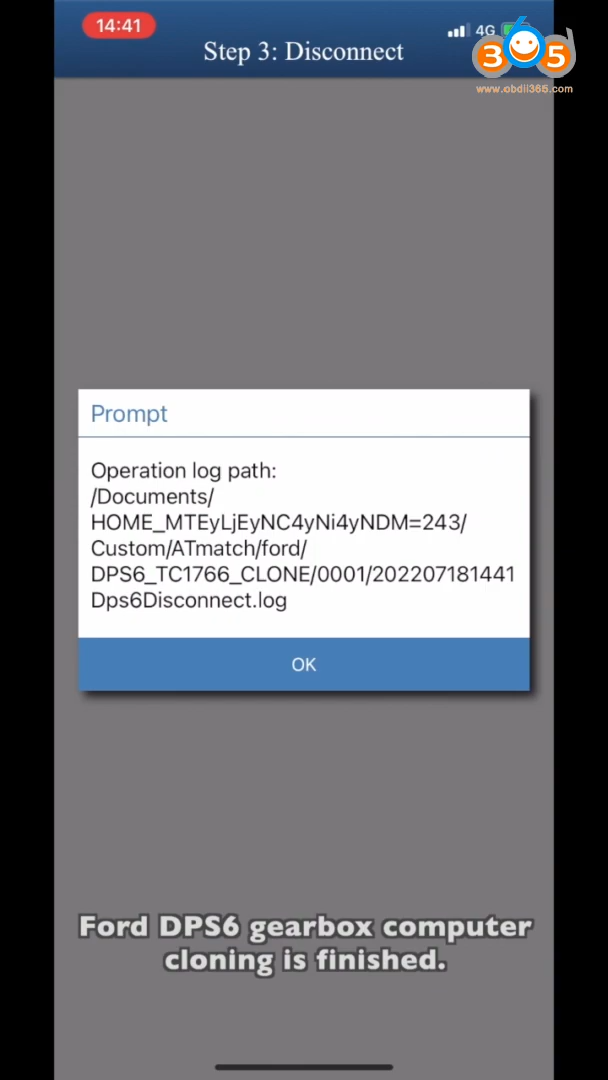 14:41
4G
Step 3: Disconnect
365
www.obdii365.com
Prompt
Operation log path:
/Documents/
HOME_MTEyLjEyNC4yNi4yNDM=243/
Custom/ATmatch/ford/
DPS6_TC1766_CLONE/0001/202207181441
Dps6Disconnect.log
OK
Ford DPS6 gearbox computer
cloning is finished.